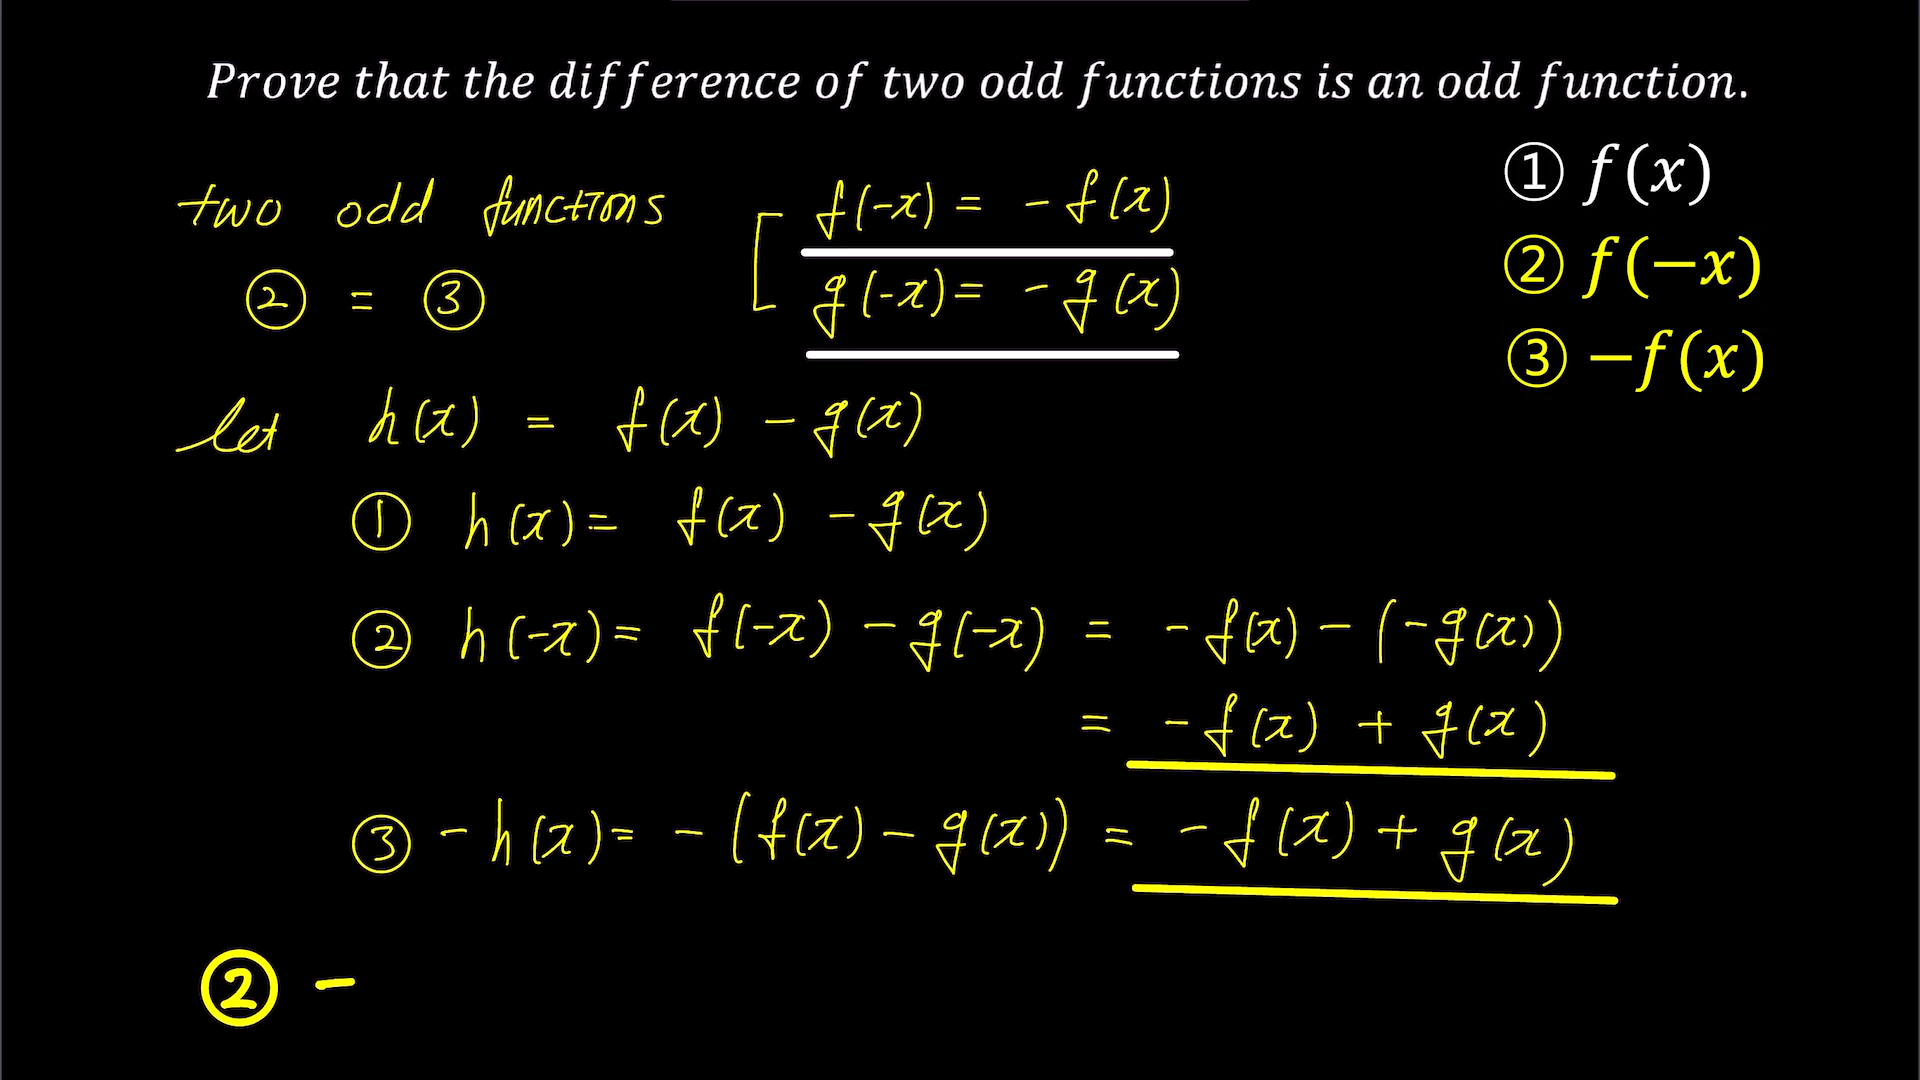 Prove that the difference of two odd functions is an odd function.
① f(x)
② f(−x)
③ −f(x)
two odd functions
f(-x) = -f(x)
② = ③
g(-x) = -g(x)
let h(x) = f(x) - g(x)
① h(x) = f(x) - g(x)
② h(-x) = f(-x) - g(-x) = -f(x) - (-g(x))
= -f(x) + g(x)
③ -h(x) = -(f(x) - g(x)) = -f(x) + g(x)
② -